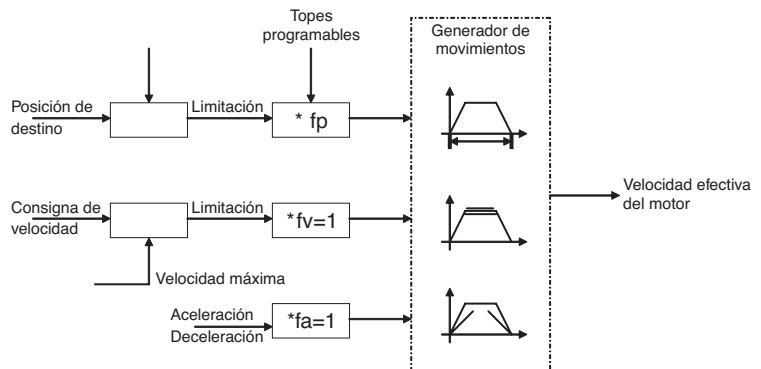 Topes
programables
Generador de
movimientos
Posición de
destino
Limitación
* fp
Consigna de
velocidad
Limitación
*fv=1
Velocidad efectiva
del motor
Velocidad máxima
Aceleración
Deceleración
*fa=1